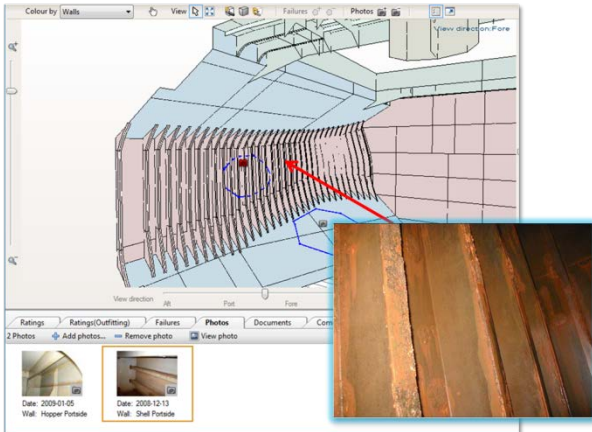 Colour by Walls View Failures Photos
View direction:Fore
View direction Aft Port Fore
Ratings Ratings(Outfitting) Failures Photos Documents
2 Photos Add photos... Remove photo View photo
Date: 2009-01-05 Date: 2008-12-13
Wall: Hopper Portside Wall: Shell Portside